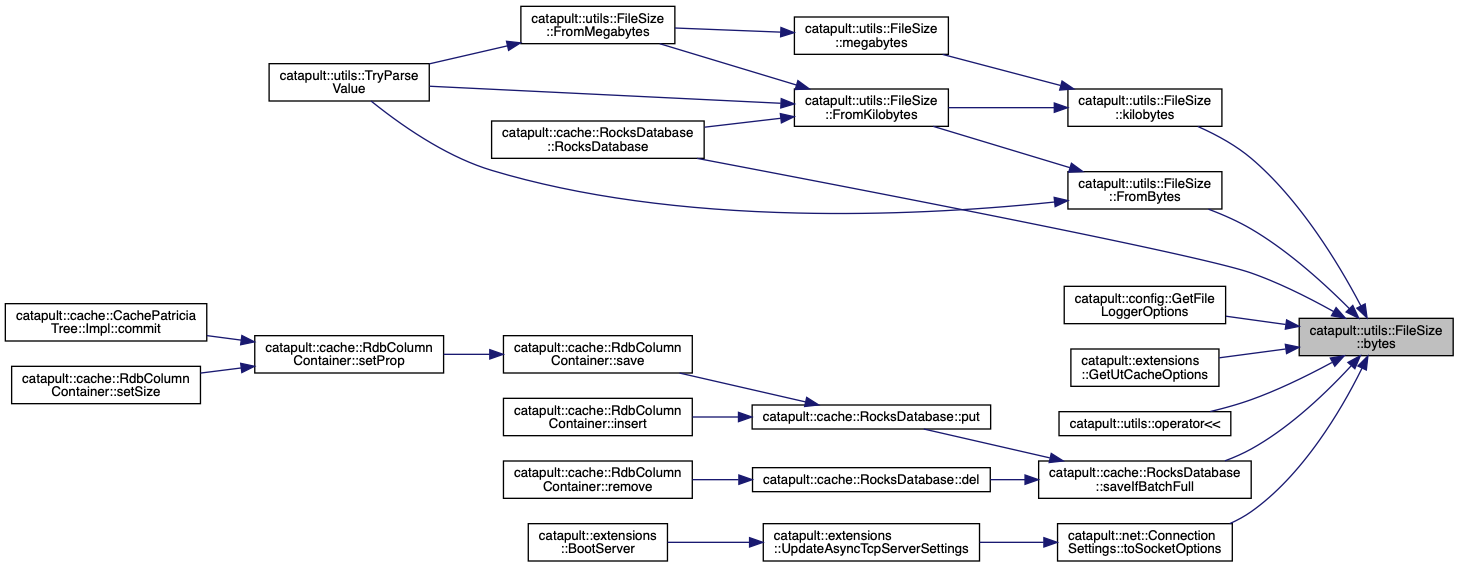 catapult::utils::FileSize
::FromMegabytes
catapult::utils::FileSize
::megabytes
catapult::utils::TryParse
Value
catapult::utils::FileSize
::FromKilobytes
catapult::utils::FileSize
::kilobytes
catapult::cache::RocksDatabase
::RocksDatabase
catapult::utils::FileSize
::FromBytes
catapult::config::GetFile
LoggerOptions
catapult::cache::CachePatricia
Tree::Impl::commit
catapult::utils::FileSize
::bytes
catapult::cache::RdbColumn
Container::setProp
catapult::cache::RdbColumn
Container::save
catapult::extensions
::GetUtCacheOptions
catapult::cache::RdbColumn
Container::setSize
catapult::cache::RdbColumn
Container::insert
catapult::cache::RocksDatabase::put
catapult::utils::operator<<
catapult::cache::RdbColumn
Container::remove
catapult::cache::RocksDatabase::del
catapult::cache::RocksDatabase
::saveIfBatchFull
catapult::extensions
::BootServer
catapult::extensions
::UpdateAsyncTcpServerSettings
catapult::net::Connection
Settings::toSocketOptions